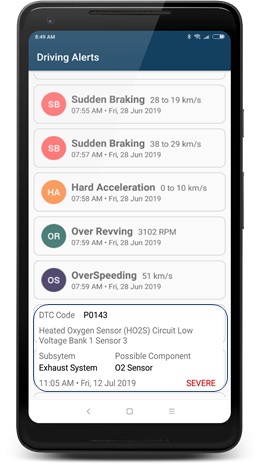 8:49 AM
Driving Alerts
SB Sudden Braking 28 to 19 km/s
07:55 AM • Fri, 28 Jun 2019
SB Sudden Braking 38 to 29 km/s
07:57 AM • Fri, 28 Jun 2019
HA Hard Acceleration 0 to 10 km/s
07:58 AM • Fri, 28 Jun 2019
OR Over Revving 3102 RPM
07:59 AM • Fri, 28 Jun 2019
OS OverSpeeding 51 km/s
07:59 AM • Fri, 28 Jun 2019
DTC Code P0143
Heated Oxygen Sensor (HO2S) Circuit Low
Voltage Bank 1 Sensor 3
Subsytem Possible Component
Exhaust System O2 Sensor
11:05 AM • Fri, 12 Jul 2019 SEVERE